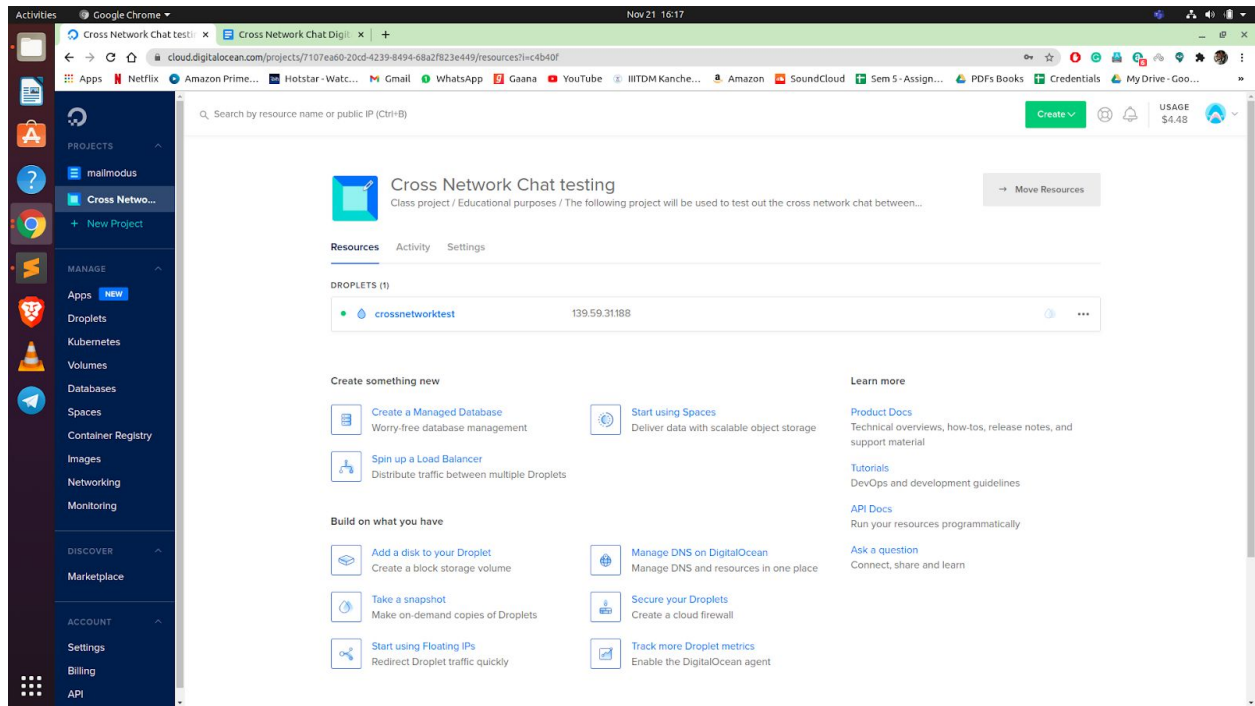 Activities Google Chrome Nov 21 16:17
Cross Network Chat testin Cross Network Chat Digit
cloud.digitalocean.com/projects/7107ea60-20cd-4239-8494-68a2f823e449/resources?i=c4b40f
Apps Netflix Amazon Prime... Hotstar - Watc... Gmail WhatsApp Gaana YouTube IIITDM Kanche... Amazon SoundCloud Sem 5 - Assign... PDFs Books Credentials My Drive - Goo... »
Search by resource name or public IP (Ctrl+B)
Create
USAGE
$4.48
PROJECTS
mailmodus
Cross Netwo...
+ New Project
MANAGE
Apps NEW
Droplets
Kubernetes
Volumes
Databases
Spaces
Container Registry
Images
Networking
Monitoring
DISCOVER
Marketplace
ACCOUNT
Settings
Billing
API
Cross Network Chat testing
Class project / Educational purposes / The following project will be used to test out the cross network chat between...
→ Move Resources
Resources Activity Settings
DROPLETS (1)
crossnetworktest 139.59.31.188
Create something new
Create a Managed Database
Worry-free database management
Start using Spaces
Deliver data with scalable object storage
Spin up a Load Balancer
Distribute traffic between multiple Droplets
Build on what you have
Add a disk to your Droplet
Create a block storage volume
Manage DNS on DigitalOcean
Manage DNS and resources in one place
Take a snapshot
Make on-demand copies of Droplets
Secure your Droplets
Create a cloud firewall
Start using Floating IPs
Redirect Droplet traffic quickly
Track more Droplet metrics
Enable the DigitalOcean agent
Learn more
Product Docs
Technical overviews, how-tos, release notes, and
support material
Tutorials
DevOps and development guidelines
API Docs
Run your resources programmatically
Ask a question
Connect, share and learn